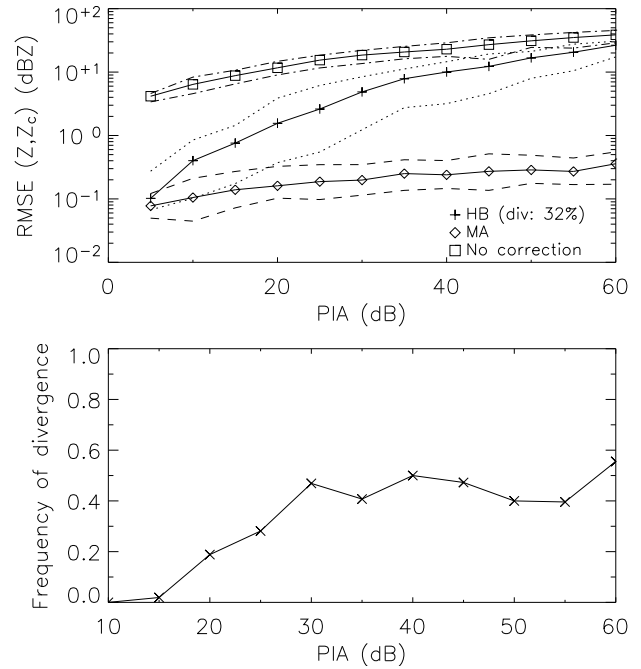 RMSE (Z,Z_c) (dBZ)
10^{+2}
10^{+1}
10^{0}
10^{-1}
10^{-2}
HB (div: 32%)
MA
No correction
0 20 40 60
PIA (dB)
Frequency of divergence
1.0
0.8
0.6
0.4
0.2
0.0
10 20 30 40 50 60
PIA (dB)